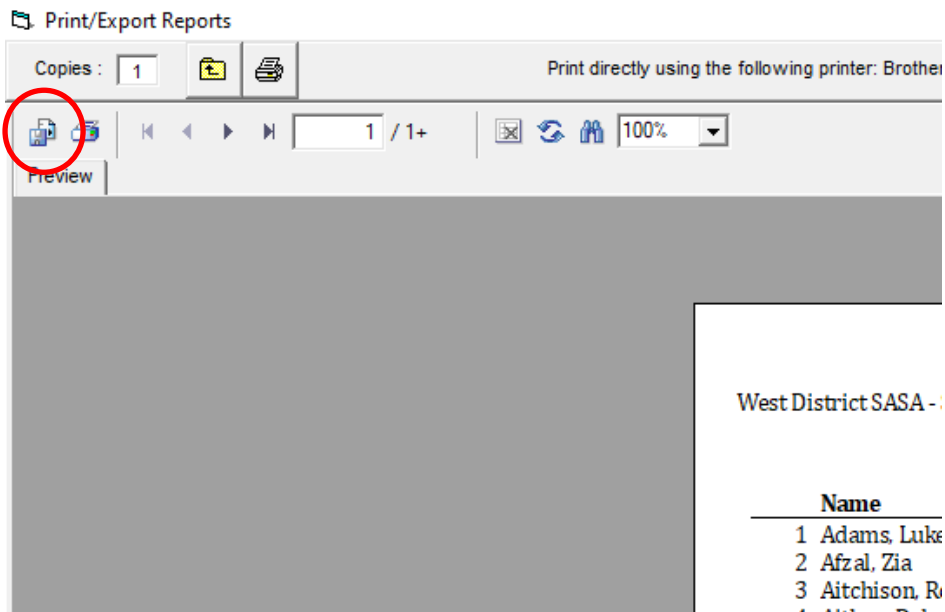 Print/Export Reports
Copies : 1
Print directly using the following printer: Brother
1 / 1+
100%
Preview
West District SASA -
Name
1 Adams, Luke
2 Afzal, Zia
3 Aitchison,